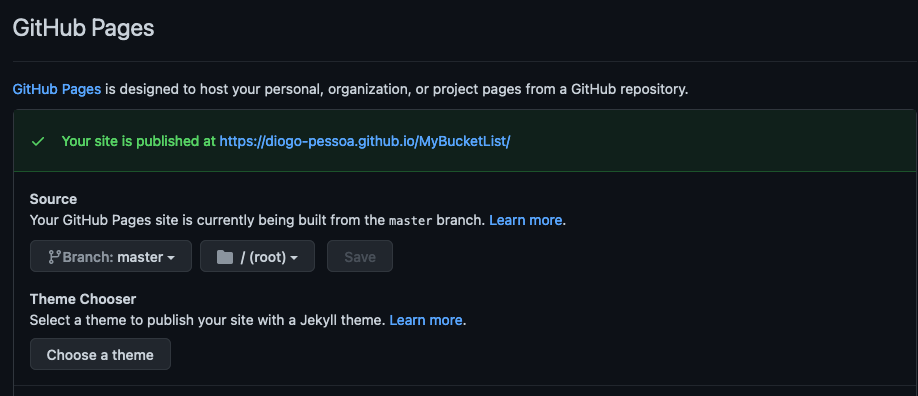 GitHub Pages
GitHub Pages is designed to host your personal, organization, or project pages from a GitHub repository.
Your site is published at https://diogo-pessoa.github.io/MyBucketList/
Source
Your GitHub Pages site is currently being built from the master branch. Learn more.
Branch: master / (root) Save
Theme Chooser
Select a theme to publish your site with a Jekyll theme. Learn more.
Choose a theme